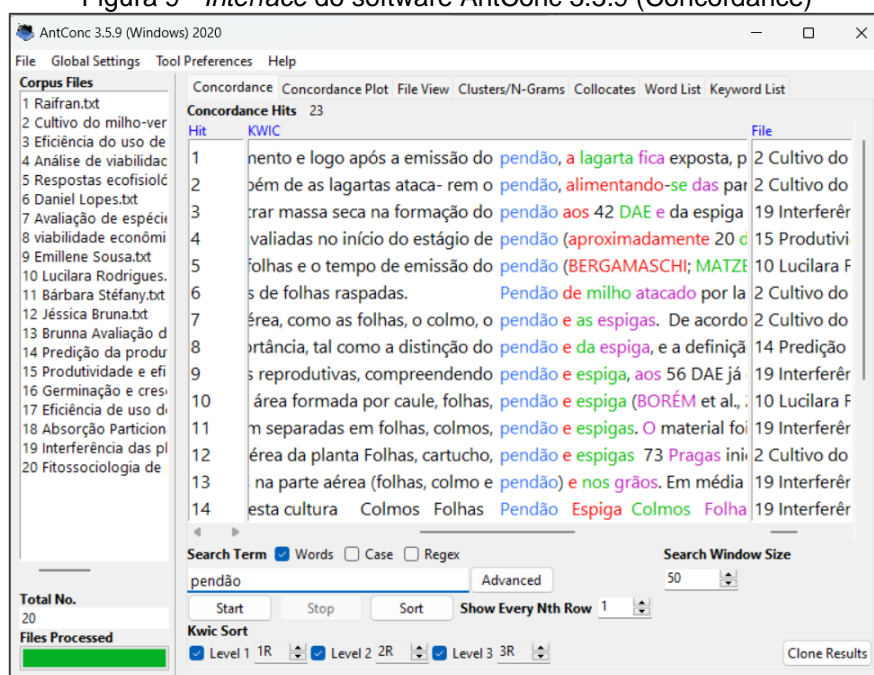 Figura 9 - Interface do software AntConc 3.5.9 (Concordance)
AntConc 3.5.9 (Windows) 2020
File Global Settings Tool Preferences Help
Corpus Files
1 Raifran.txt
2 Cultivo do milho-ver
3 Eficiência do uso de
4 Análise de viabilidac
5 Respostas ecofisioló
6 Daniel Lopes.txt
7 Avaliação de espécie
8 viabilidade econômi
9 Emillene Sousa.txt
10 Lucilara Rodrigues.
11 Bárbara Stéfany.txt
12 Jéssica Bruna.txt
13 Brunna Avaliação d
14 Predição da produ
15 Produtividade e efi
16 Germinação e cres
17 Eficiência de uso d
18 Absorção Particion
19 Interferência das pl
20 Fitossociologia de
Total No.
20
Files Processed
Concordance Concordance Plot File View Clusters/N-Grams Collocates Word List Keyword List
Concordance Hits 23
Hit KWIC File
1 mento e logo após a emissão do pendão, a lagarta fica exposta, p 2 Cultivo do
2 bém de as lagartas ataca- rem o pendão, alimentando-se das par 2 Cultivo do
3 trar massa seca na formação do pendão aos 42 DAE e da espiga 19 Interferêr
4 valiadas no início do estágio de pendão (aproximadamente 20 d 15 Produtivi
5 folhas e o tempo de emissão do pendão (BERGAMASCHI; MATZE 10 Lucilara R
6 s de folhas raspadas. Pendão de milho atacado por la 2 Cultivo do
7 érea, como as folhas, o colmo, o pendão e as espigas. De acordo 2 Cultivo do
8 ortância, tal como a distinção do pendão e da espiga, e a definiçã 14 Predição
9 s reprodutivas, compreendendo pendão e espiga, aos 56 DAE já 19 Interferêr
10 área formada por caule, folhas, pendão e espiga (BORÉM et al., 10 Lucilara R
11 m separadas em folhas, colmos, pendão e espigas. O material foi 19 Interferêr
12 érea da planta Folhas, cartucho, pendão e espigas 73 Pragas ini 2 Cultivo do
13 na parte aérea (folhas, colmo e pendão) e nos grãos. Em média 19 Interferêr
14 esta cultura Colmos Folhas Pendão Espiga Colmos Folha 19 Interferêr
Search Term Words Case Regex Search Window Size
pendão Advanced 50
Start Stop Sort Show Every Nth Row 1
Kwic Sort
Level 1 1R Level 2 2R Level 3 3R Clone Results